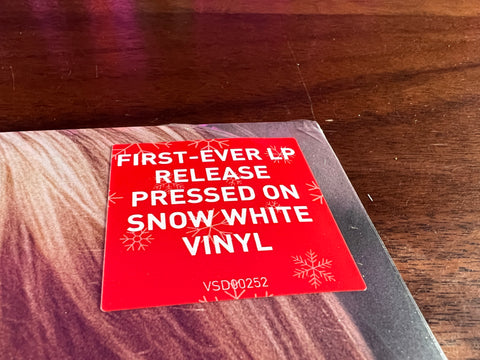 FIRST-EVER LP
RELEASE
PRESSED ON
SNOW WHITE
VINYL
VSD00252